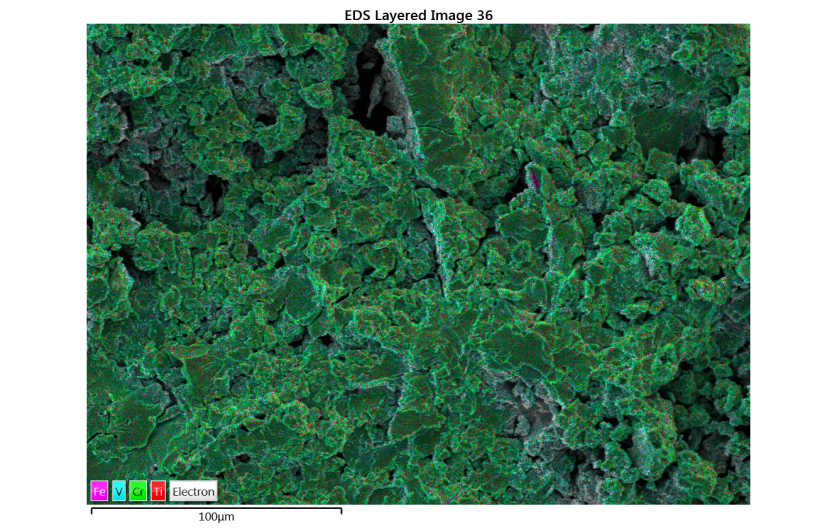 EDS Layered Image 36
Fe V Cr Ti Electron
100μm